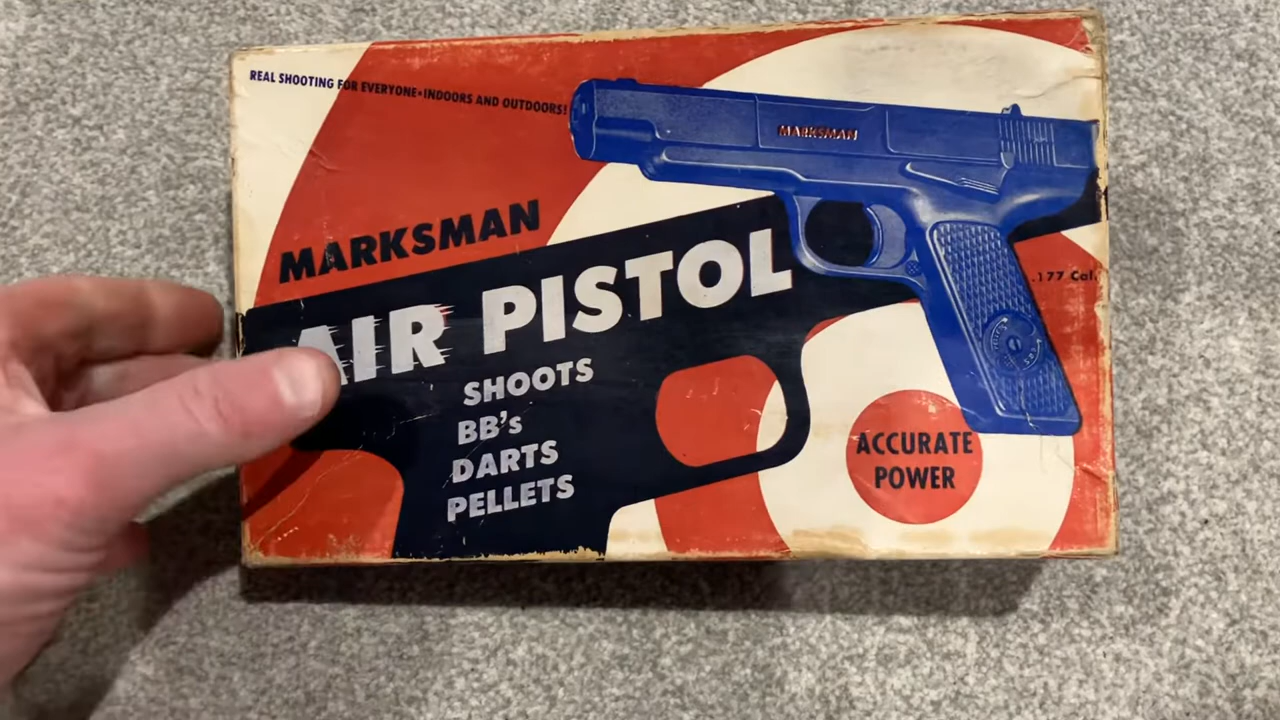 REAL SHOOTING FOR EVERYONE•INDOORS AND OUTDOORS!
MARKSMAN
MARKSMAN
AIR PISTOL
.177 Cal.
SHOOTS
BB's
DARTS
PELLETS
ACCURATE
POWER